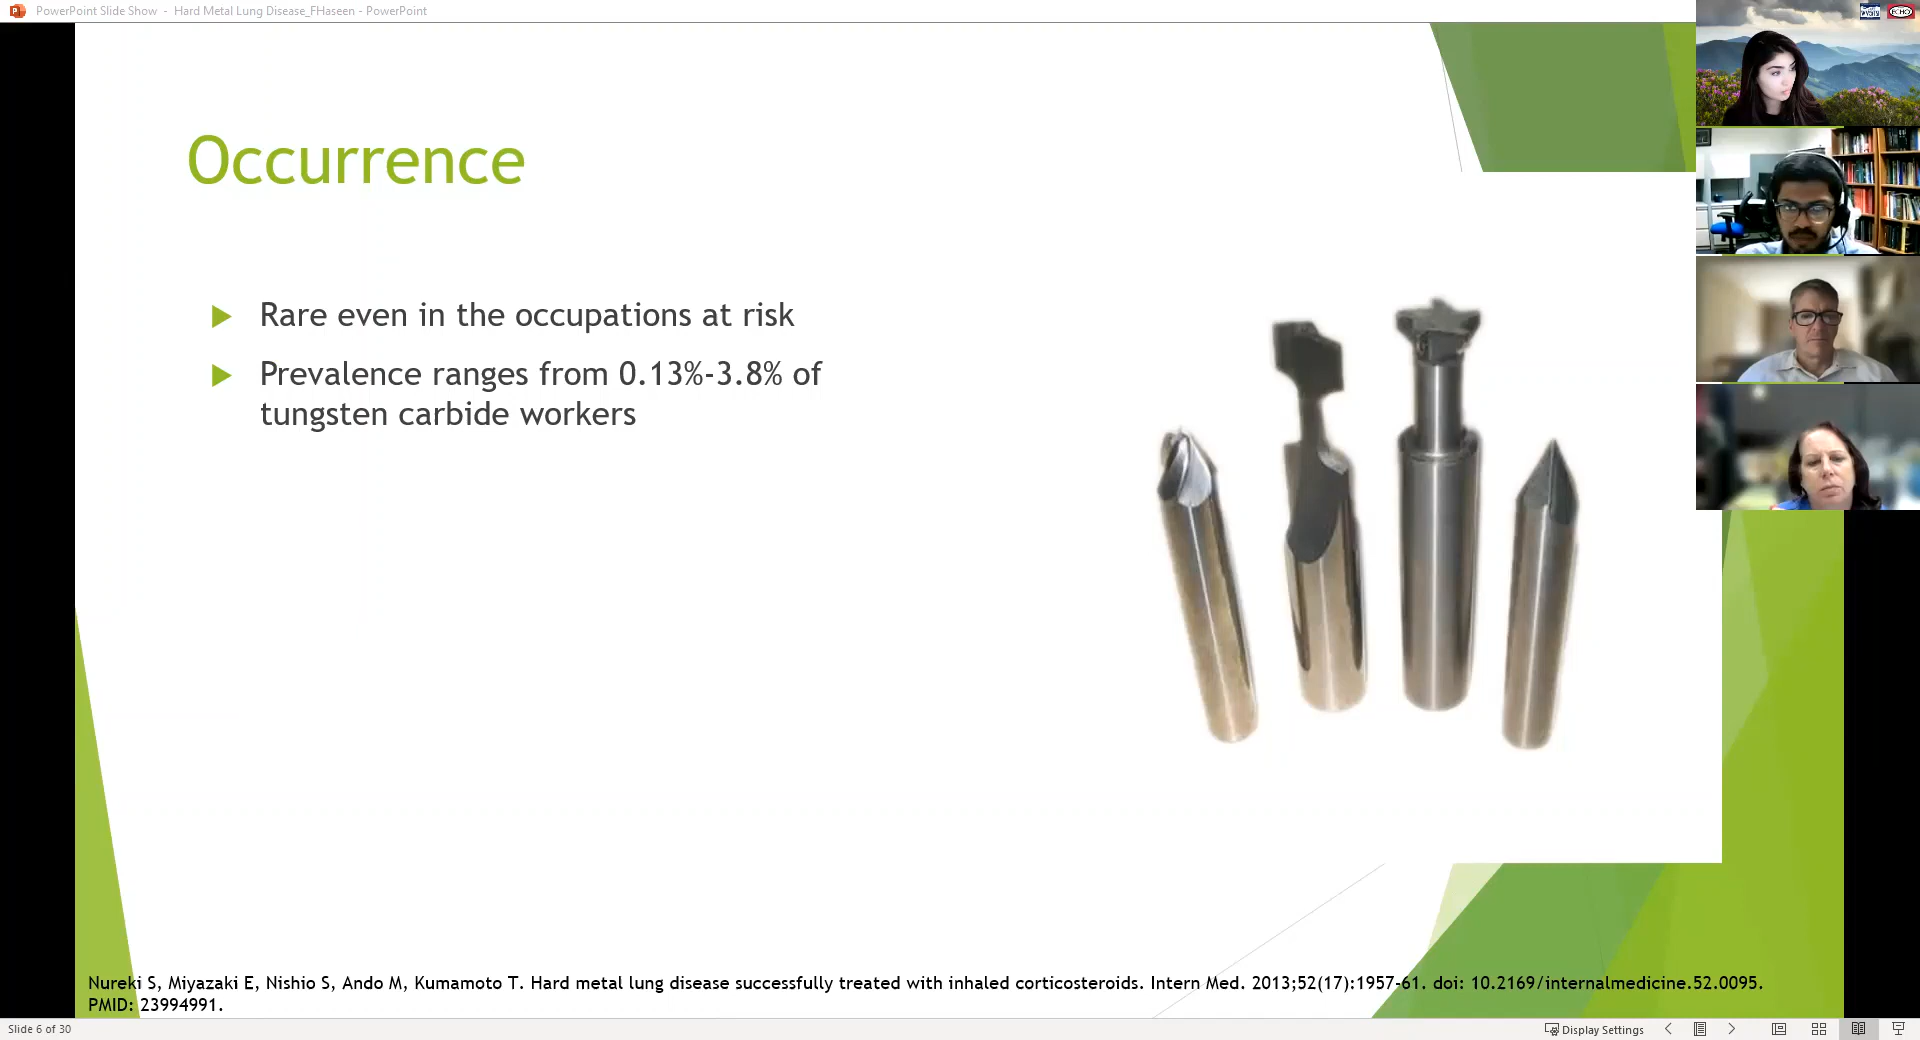 PowerPoint Slide Show - Hard Metal Lung Disease_FHaseen - PowerPoint
ECHO
Occurrence
Rare even in the occupations at risk
Prevalence ranges from 0.13%-3.8% of
tungsten carbide workers
Nureki S, Miyazaki E, Nishio S, Ando M, Kumamoto T. Hard metal lung disease successfully treated with inhaled corticosteroids. Intern Med. 2013;52(17):1957-61. doi: 10.2169/internalmedicine.52.0095.
PMID: 23994991.
Slide 6 of 30
Display Settings